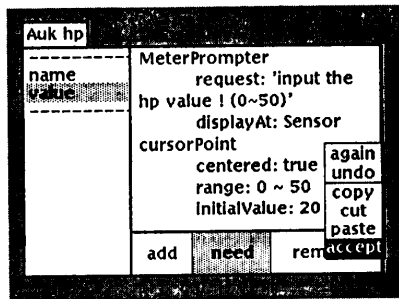 Auk hp
name
value
MeterPrompter
request: 'input the
hp value ! (0~50)'
displayAt: Sensor
cursorPoint
centered: true
range: 0 ~ 50
initialValue: 20
again
undo
copy
cut
paste
accept
add
need
rem